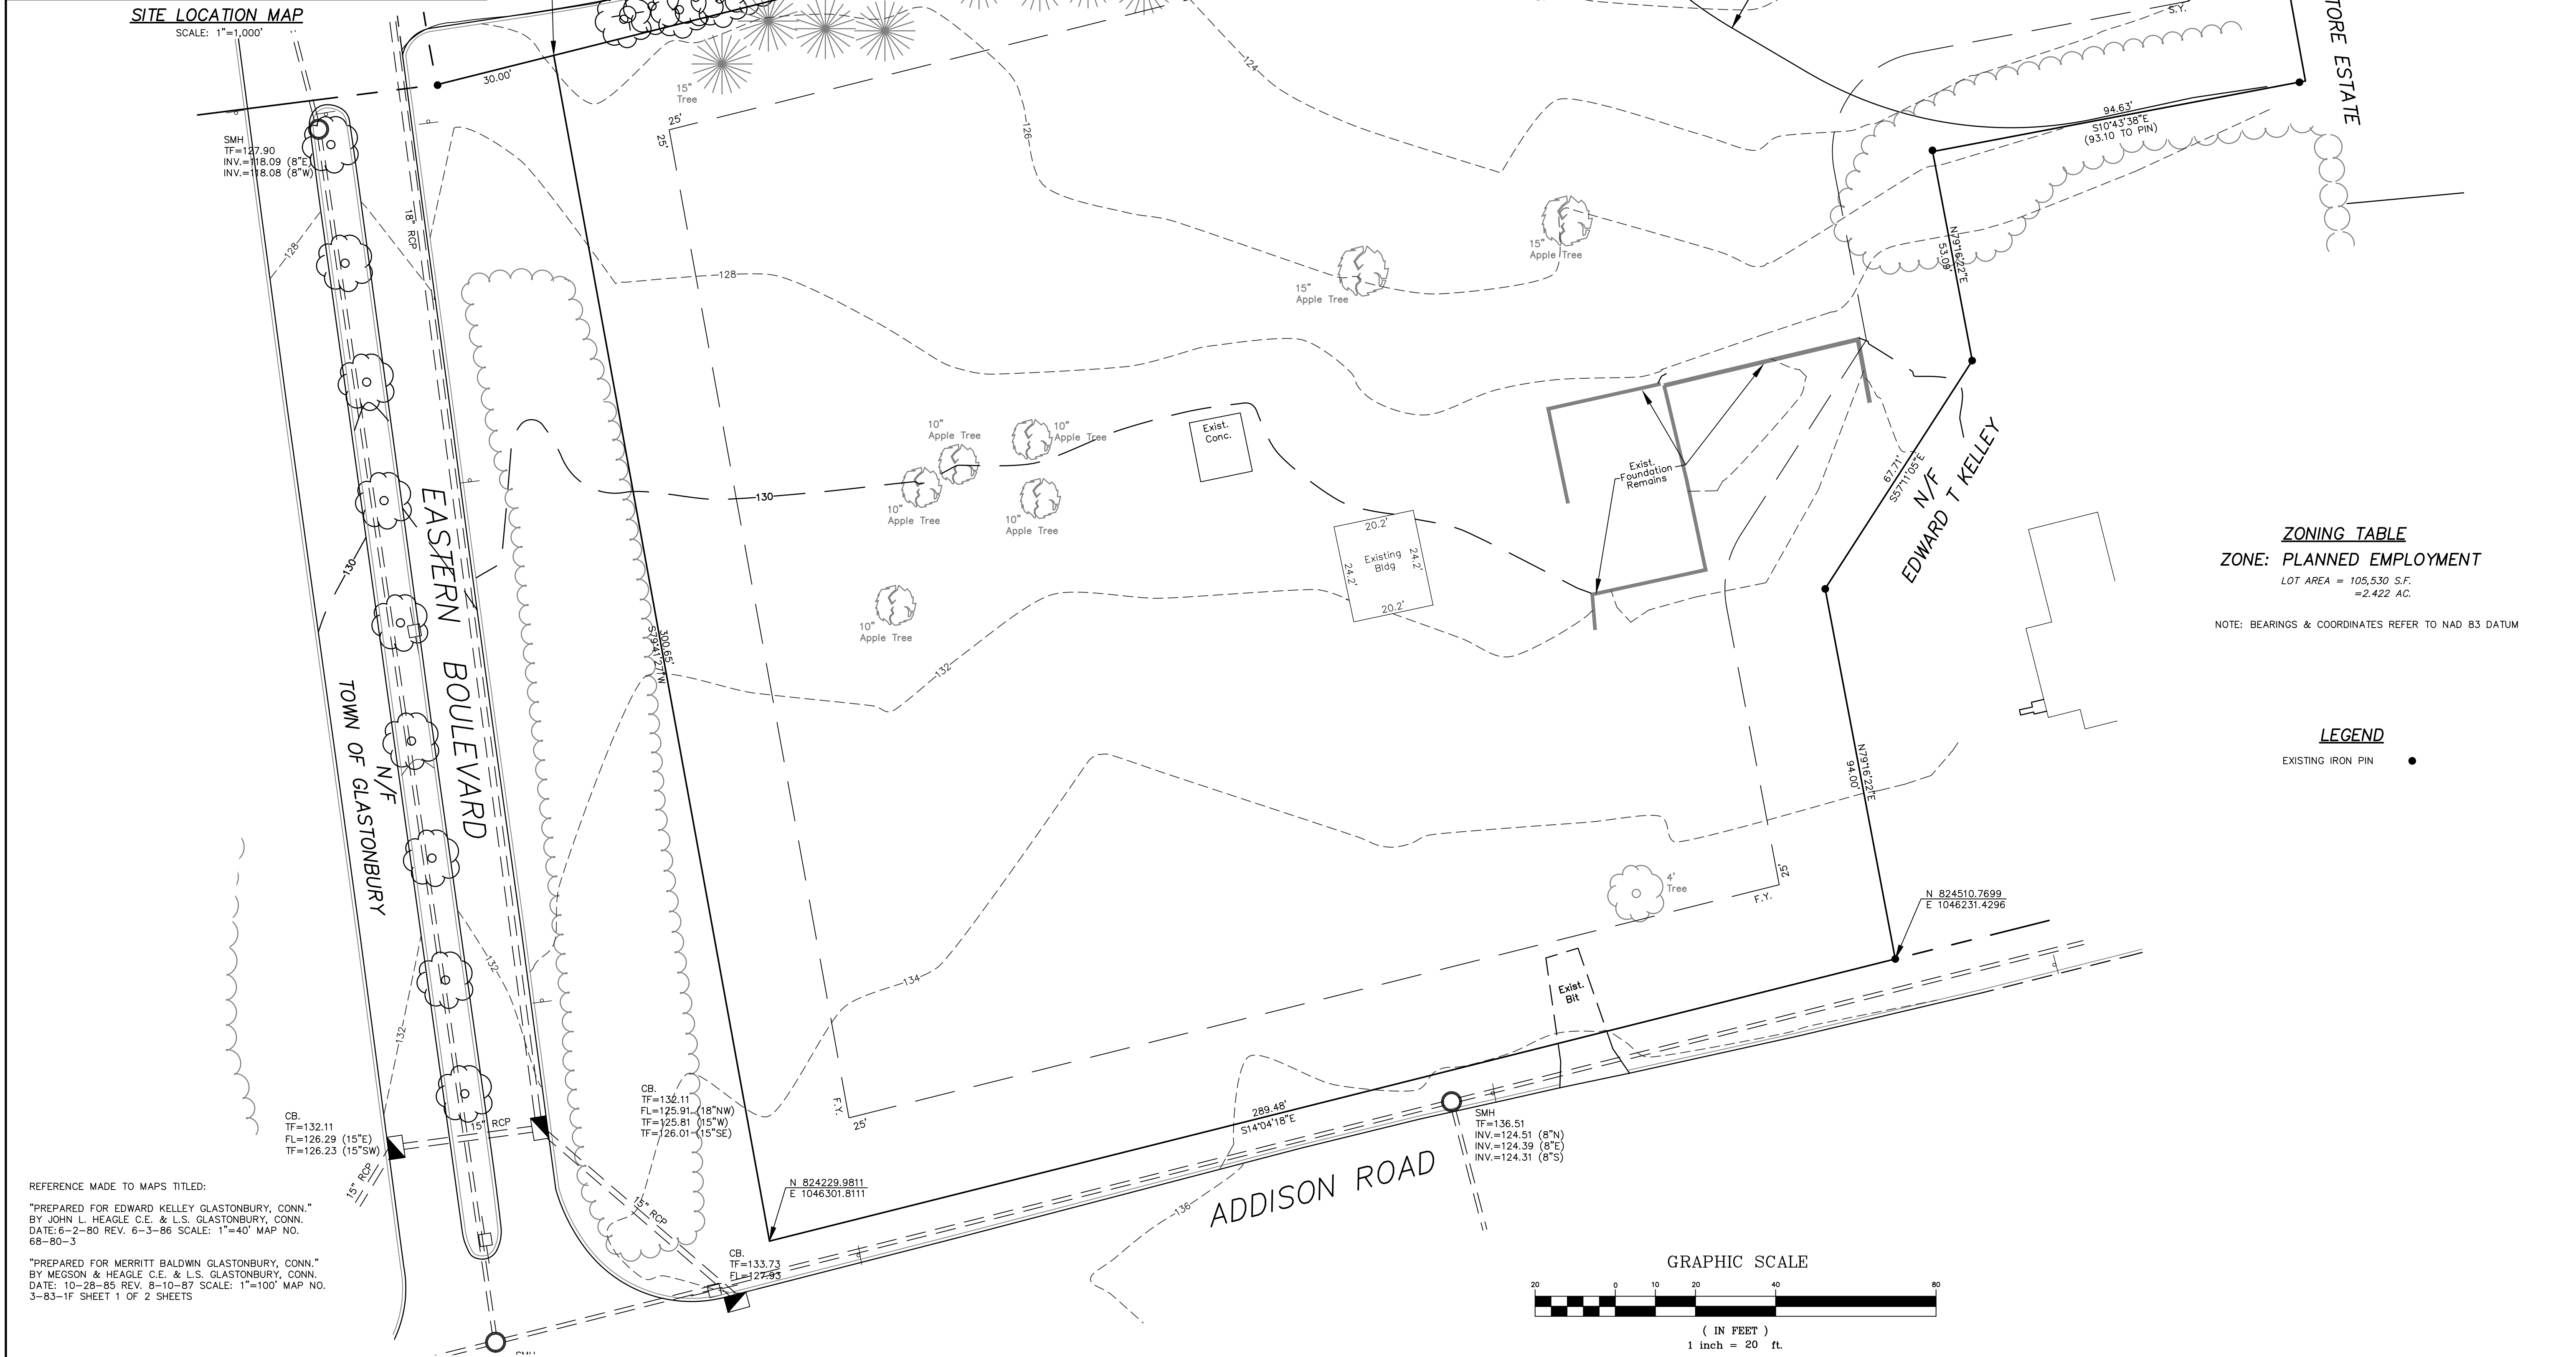 SITE LOCATION MAP
SCALE: 1"=1,000'
30.00'
15"
Tree
25'
25'
124
126
S.Y.
TORE ESTATE
94.63'
S10°43'38"E
(93.10 TO PIN)
SMH
TF=127.90
INV.=118.09 (8"E)
INV.=118.08 (8"W)
18" RCP
128
128
15"
Apple Tree
15"
Apple Tree
N79°16'22"E
53.09'
10"
Apple Tree
10"
Apple Tree
Exist.
Conc.
Exist.
Foundation
Remains
67.71'
S57°11'05"E
N/F
EDWARD T KELLEY
130
10"
Apple Tree
10"
Apple Tree
20.2'
Existing
Bldg
24.2'
24.2'
20.2'
130
EASTERN BOULEVARD
10"
Apple Tree
300.65'
S79°41'27"W
132
ZONING TABLE
ZONE: PLANNED EMPLOYMENT
LOT AREA = 105,530 S.F.
=2.422 AC.
NOTE: BEARINGS & COORDINATES REFER TO NAD 83 DATUM
LEGEND
EXISTING IRON PIN
N/F
TOWN OF GLASTONBURY
N79°16'22"E
94.00'
4'
Tree
25'
F.Y.
N 824510.7699
E 1046231.4296
132
132
134
Exist.
Bit
F.Y.
25'
CB.
TF=132.11
FL=125.91 (18"NW)
TF=125.81 (15"W)
TF=126.01 (15"SE)
CB.
TF=132.11
FL=126.29 (15"E)
TF=126.23 (15"SW)
15" RCP
15" RCP
15" RCP
289.48'
S14°04'18"E
SMH
TF=136.51
INV.=124.51 (8"N)
INV.=124.39 (8"E)
INV.=124.31 (8"S)
ADDISON ROAD
136
N 824229.9811
E 1046301.8111
CB.
TF=133.73
FL=127.93
REFERENCE MADE TO MAPS TITLED:
"PREPARED FOR EDWARD KELLEY GLASTONBURY, CONN."
BY JOHN L. HEAGLE C.E. & L.S. GLASTONBURY, CONN.
DATE:6-2-80 REV. 6-3-86 SCALE: 1"=40' MAP NO.
68-80-3
"PREPARED FOR MERRITT BALDWIN GLASTONBURY, CONN."
BY MEGSON & HEAGLE C.E. & L.S. GLASTONBURY, CONN.
DATE: 10-28-85 REV. 8-10-87 SCALE: 1"=100' MAP NO.
3-83-1F SHEET 1 OF 2 SHEETS
GRAPHIC SCALE
20 0 10 20 40 80
( IN FEET )
1 inch = 20 ft.